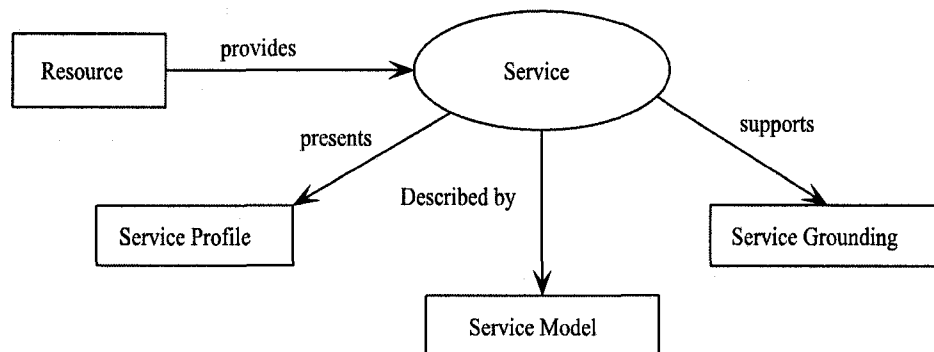 provides
Resource
Service
presents
supports
Described by
Service Profile
Service Grounding
Service Model